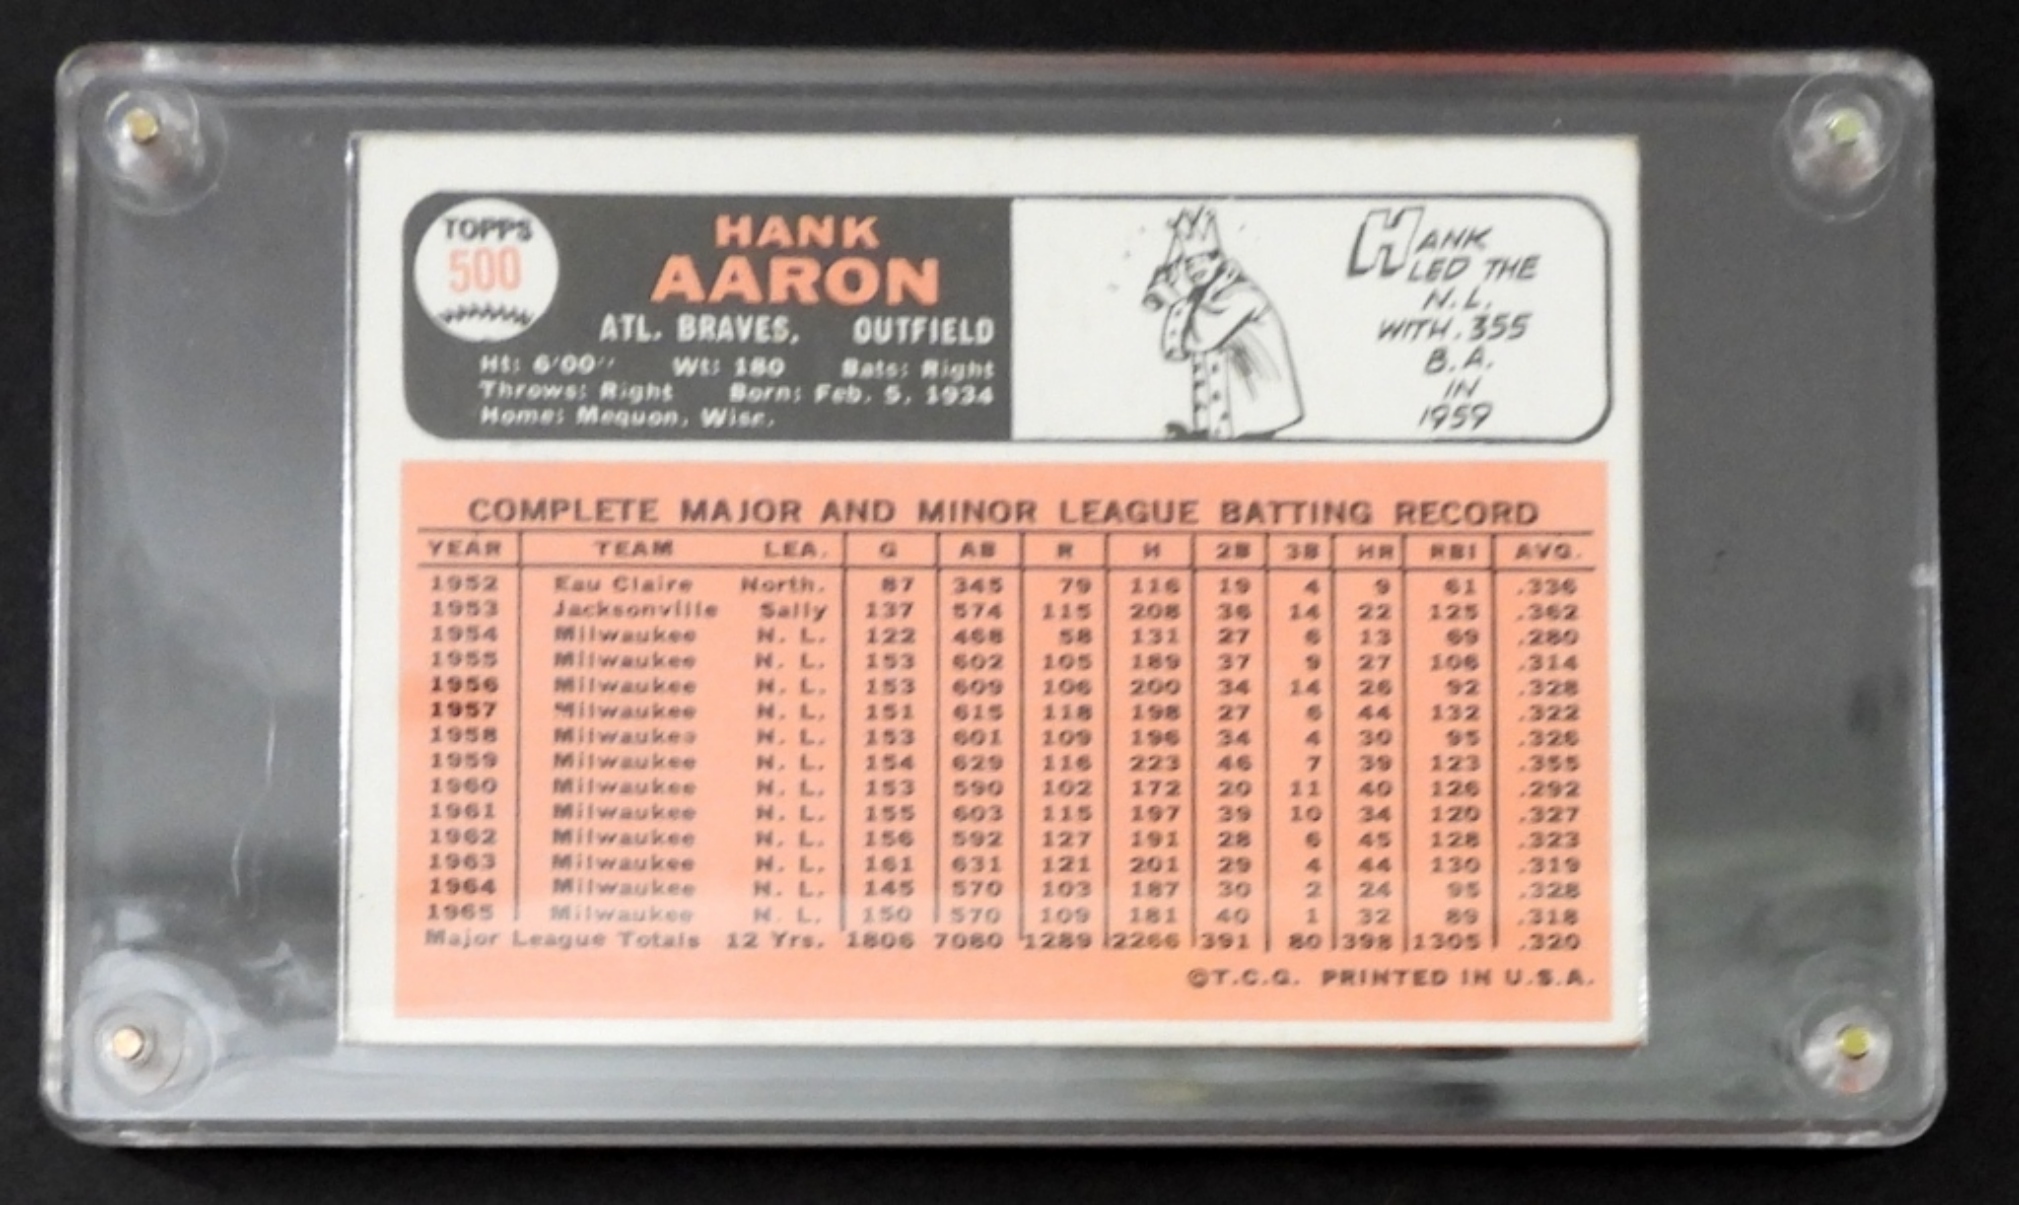 TOPPS
500
HANK
AARON
ATL. BRAVES, OUTFIELD
Ht: 6'00" Wt: 180 Bats: Right
Throws: Right Born: Feb. 5, 1934
Home: Mequon, Wisc.
HANK
LED THE
N.L.
WITH .355
B.A.
IN
1959
COMPLETE MAJOR AND MINOR LEAGUE BATTING RECORD
YEAR TEAM LEA. G AB R H 2B 3B HR RBI AVG.
1952 Eau Claire North. 87 345 79 116 19 4 9 61 .336
1953 Jacksonville Sally 137 574 115 208 36 14 22 125 .362
1954 Milwaukee N. L. 122 468 58 131 27 6 13 69 .280
1955 Milwaukee N. L. 153 602 105 189 37 9 27 106 .314
1956 Milwaukee N. L. 153 609 106 200 34 14 26 92 .328
1957 Milwaukee N. L. 151 615 118 198 27 6 44 132 .322
1958 Milwaukee N. L. 153 601 109 196 34 4 30 95 .326
1959 Milwaukee N. L. 154 629 116 223 46 7 39 123 .355
1960 Milwaukee N. L. 153 590 102 172 20 11 40 126 .292
1961 Milwaukee N. L. 155 603 115 197 39 10 34 120 .327
1962 Milwaukee N. L. 156 592 127 191 28 6 45 128 .323
1963 Milwaukee N. L. 161 631 121 201 29 4 44 130 .319
1964 Milwaukee N. L. 145 570 103 187 30 2 24 95 .328
1965 Milwaukee N. L. 150 570 109 181 40 1 32 89 .318
Major League Totals 12 Yrs. 1806 7080 1289 2266 391 80 398 1305 .320
©T.C.G. PRINTED IN U.S.A.